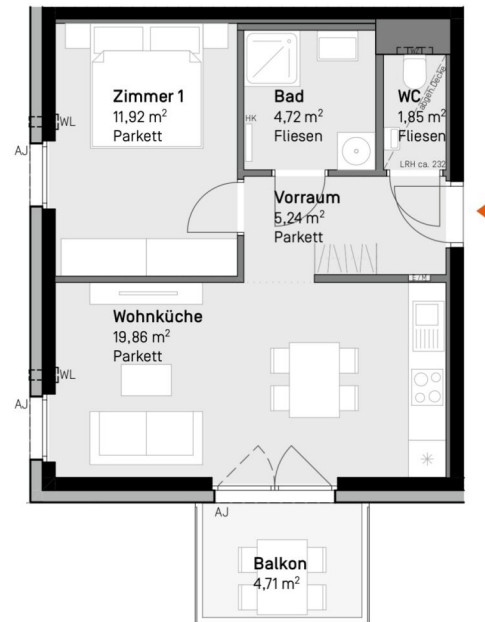 Zimmer 1
11,92 m²
Parkett
Bad
4,72 m²
Fliesen
WC
1,85 m²
Fliesen
abgeh. Decke
LRH ca. 232
HK
WL
AJ
Vorraum
5,24 m²
Parkett
E / M
Wohnküche
19,86 m²
Parkett
WL
AJ
AJ
Balkon
4,71 m²